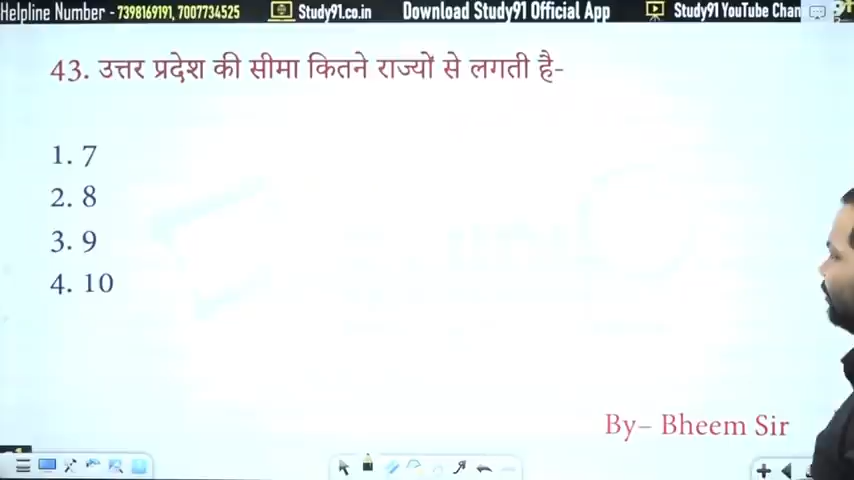 Helpline Number - 7398169191, 7007734525 Study91.co.in Download Study91 Official App Study91 YouTube Chan
43. उत्तर प्रदेश की सीमा कितने राज्यों से लगती है-
1. 7
2. 8
3. 9
4. 10
By– Bheem Sir